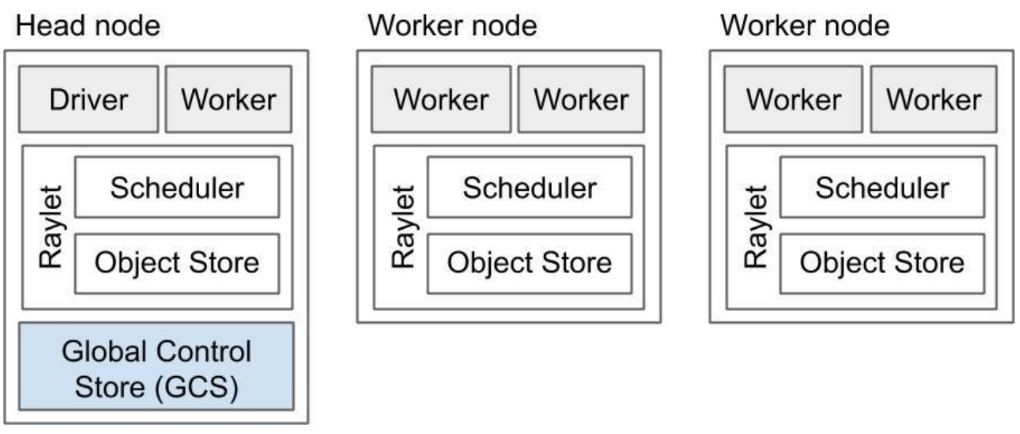 Head node
Driver
Worker
Raylet
Scheduler
Object Store
Global Control
Store (GCS)
Worker node
Worker
Worker
Raylet
Scheduler
Object Store
Worker node
Worker
Worker
Raylet
Scheduler
Object Store